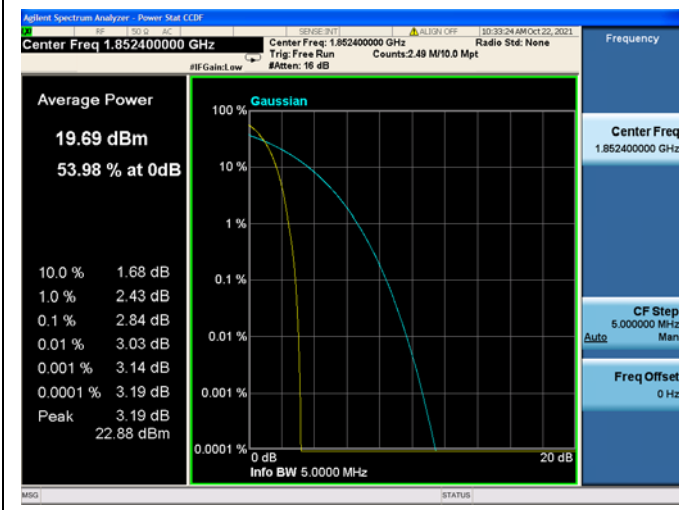 Agilent Spectrum Analyzer - Power Stat CCDF
RF 50 Ω AC SENSE:INT ALIGN OFF 10:33:24 AM Oct 22, 2021
Center Freq 1.852400000 GHz
Center Freq: 1.852400000 GHz Radio Std: None
Trig: Free Run Counts:2.49 M/10.0 Mpt
#IFGain:Low #Atten: 16 dB
Frequency
Average Power
19.69 dBm
53.98 % at 0dB
10.0 % 1.68 dB
1.0 % 2.43 dB
0.1 % 2.84 dB
0.01 % 3.03 dB
0.001 % 3.14 dB
0.0001 % 3.19 dB
Peak 3.19 dB
22.88 dBm
Gaussian
100 %
10 %
1 %
0.1 %
0.01 %
0.001 %
0.0001 %
0 dB 20 dB
Info BW 5.0000 MHz
Center Freq
1.852400000 GHz
CF Step
5.000000 MHz
Auto Man
Freq Offset
0 Hz
MSG STATUS